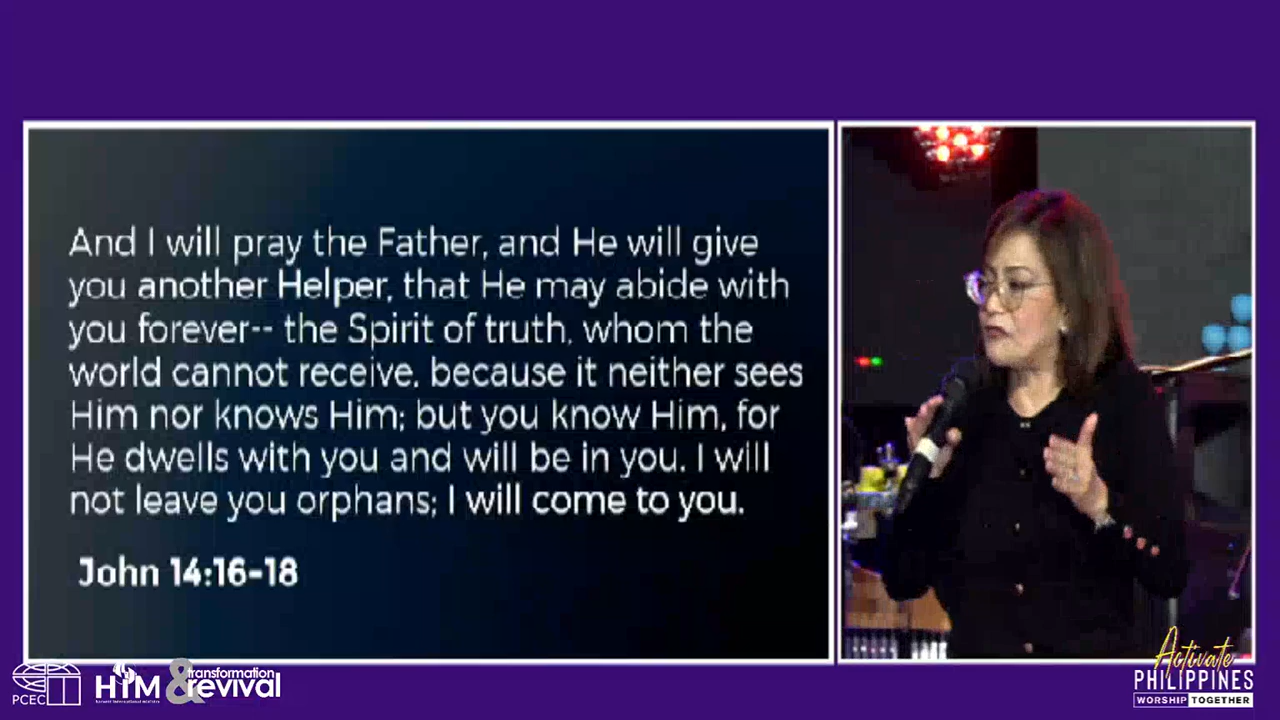 And I will pray the Father, and He will give
you another Helper, that He may abide with
you forever-- the Spirit of truth, whom the
world cannot receive, because it neither sees
Him nor knows Him; but you know Him, for
He dwells with you and will be in you. I will
not leave you orphans; I will come to you.
John 14:16-18
PCEC
HIM
& transformation
revival
Activate
PHILIPPINES
WORSHIP TOGETHER